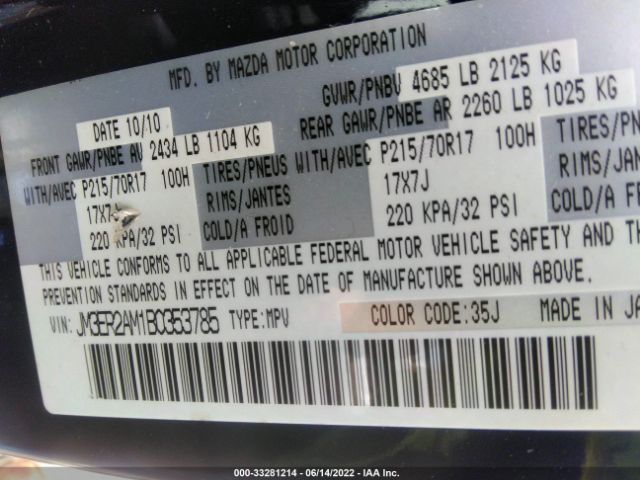 MFD. BY MAZDA MOTOR CORPORATION
DATE 10/10 GVWR/PNBV 4685 LB 2125 KG
FRONT GAWR/PNBE AV 2434 LB 1104 KG REAR GAWR/PNBE AR 2260 LB 1025 KG
WITH/AVEC P215/70R17 100H TIRES/PNEUS WITH/AVEC P215/70R17 100H TIRES/PN
17X7J RIMS/JANTES 17X7J RIMS/JAN
220 KPA/32 PSI COLD/A FROID 220 KPA/32 PSI COLD/A F
THIS VEHICLE CONFORMS TO ALL APPLICABLE FEDERAL MOTOR VEHICLE SAFETY AND TH
PREVENTION STANDARDS IN EFFECT ON THE DATE OF MANUFACTURE SHOWN ABOVE.
VIN: JM3ER2AM1B0353785 TYPE:MPV COLOR CODE:35J MADE IN JA
000-33281214 - 06/14/2022 - IAA Inc.